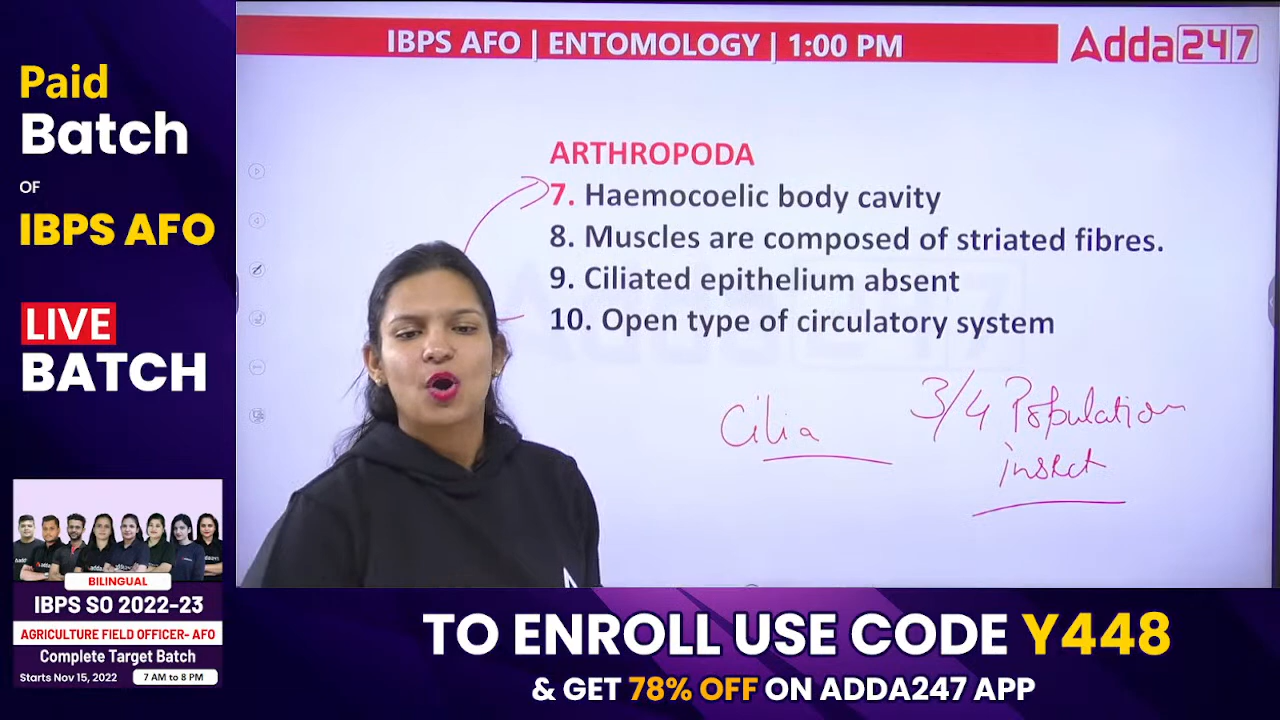 Paid
Batch
OF
IBPS AFO
LIVE
BATCH
BILINGUAL
IBPS SO 2022-23
AGRICULTURE FIELD OFFICER- AFO
Complete Target Batch
Starts Nov 15, 2022 7 AM to 8 PM
IBPS AFO | ENTOMOLOGY | 1:00 PM
Adda247
ARTHROPODA
7. Haemocoelic body cavity
8. Muscles are composed of striated fibres.
9. Ciliated epithelium absent
10. Open type of circulatory system
Cilia
3/4 Population
insect
TO ENROLL USE CODE Y448
& GET 78% OFF ON ADDA247 APP